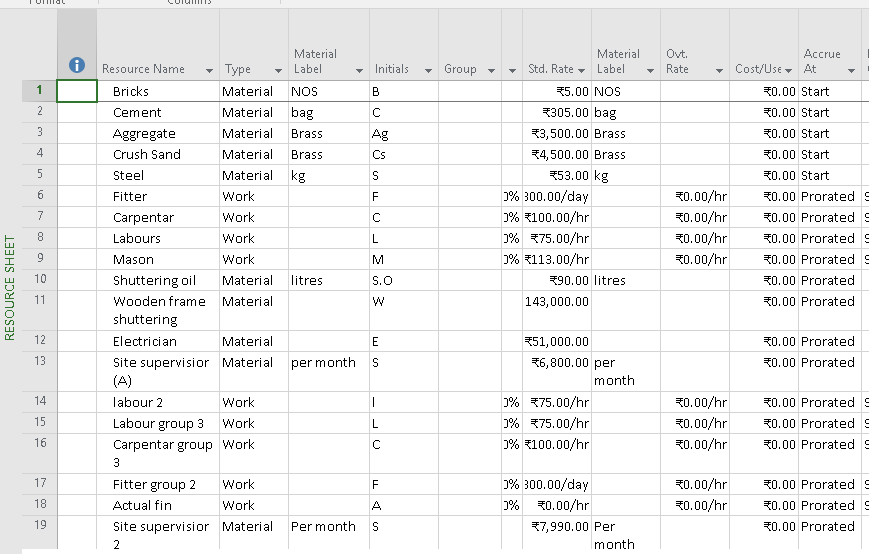 Resource Name Type Material Label Initials Group Std. Rate Material Label Ovt. Rate Cost/Use Accrue At
RESOURCE SHEET
1 Bricks Material NOS B ₹5.00 NOS ₹0.00 Start
2 Cement Material bag C ₹305.00 bag ₹0.00 Start
3 Aggregate Material Brass Ag ₹3,500.00 Brass ₹0.00 Start
4 Crush Sand Material Brass Cs ₹4,500.00 Brass ₹0.00 Start
5 Steel Material kg S ₹53.00 kg ₹0.00 Start
6 Fitter Work F 0% 300.00/day ₹0.00/hr ₹0.00 Prorated
7 Carpentar Work C 0% ₹100.00/hr ₹0.00/hr ₹0.00 Prorated
8 Labours Work L 0% ₹75.00/hr ₹0.00/hr ₹0.00 Prorated
9 Mason Work M 0% ₹113.00/hr ₹0.00/hr ₹0.00 Prorated
10 Shuttering oil Material litres S.O ₹90.00 litres ₹0.00 Prorated
11 Wooden frame shuttering Material W 143,000.00 ₹0.00 Prorated
12 Electrician Material E ₹51,000.00 ₹0.00 Prorated
13 Site supervisior (A) Material per month S ₹6,800.00 per month ₹0.00 Prorated
14 labour 2 Work l 0% ₹75.00/hr ₹0.00/hr ₹0.00 Prorated
15 Labour group 3 Work L 0% ₹75.00/hr ₹0.00/hr ₹0.00 Prorated
16 Carpentar group 3 Work C 0% ₹100.00/hr ₹0.00/hr ₹0.00 Prorated
17 Fitter group 2 Work F 0% 300.00/day ₹0.00/hr ₹0.00 Prorated
18 Actual fin Work A 0% ₹0.00/hr ₹0.00/hr ₹0.00 Prorated
19 Site supervisior 2 Material Per month S ₹7,990.00 Per month ₹0.00 Prorated